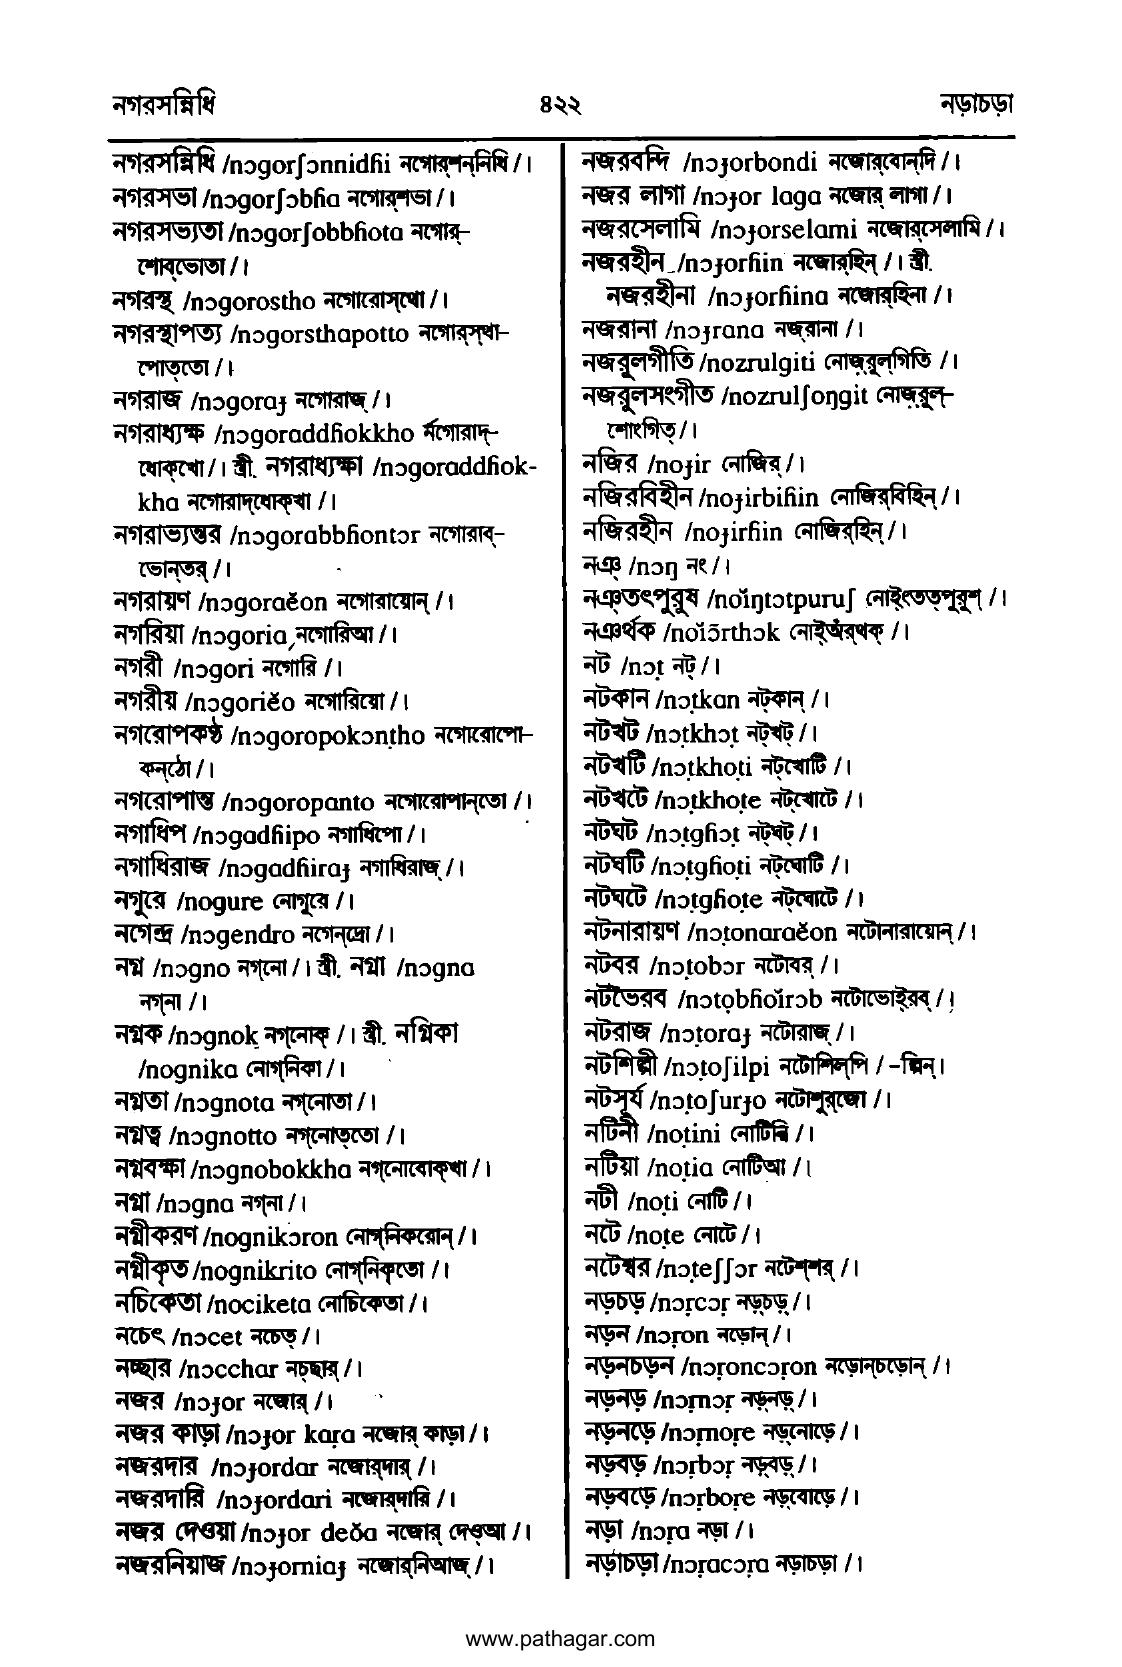 নগরসন্নিধি
৪২২
নড়াচড়া
নগরসন্নিধি /nɔgorʃɔnnidɦi নগোর্‌শন্‌নিধি / ।
নগরসভা /nɔgorʃɔbɦa নগোর্‌শভা / ।
নগরসভ্যতা /nɔgorʃobbɦota নগোর্‌-
শোব্‌ভোতা / ।
নগরস্থ /nɔgorostho নগোরোস্‌থো / ।
নগরস্থাপত্য /nɔgorsthapotto নগোর্‌স্‌থা-
পোত্‌তো / ।
নগরাজ /nɔgoraɟ নগোরাজ্ / ।
নগরাধ্যক্ষ /nɔgoraddɦokkho নগোরাদ্‌-
ধোক্‌খো / । স্ত্রী. নগরাধ্যক্ষা /nɔgoraddɦok-
kha নগোরাদ্‌ধোক্‌খা / ।
নগরাভ্যন্তর /nɔgorabbɦontɔr নগোরাব্‌-
ভোন্‌তর্ / ।
নগরায়ণ /nɔgoraĕon নগোরায়োন্ / ।
নগরিয়া /nɔgoria নগোরিআ / ।
নগরী /nɔgori নগোরি / ।
নগরীয় /nɔgoriĕo নগোরিয়ো / ।
নগরোপকণ্ঠ /nɔgoropokɔnṭho নগোরোপো-
কন্‌ঠো / ।
নগরোপান্ত /nɔgoropanto নগোরোপান্‌তো / ।
নগাধিপ /nɔgadɦipo নগাধিপো / ।
নগাধিরাজ /nɔgadɦiraɟ নগাধিরাজ্ / ।
নগুরে /nogure নোগুরে / ।
নগেন্দ্র /nɔgendro নগেন্‌দ্রো / ।
নগ্ন /nɔgno নগ্‌নো / । স্ত্রী. নগ্না /nɔgna
নগ্‌না / ।
নগ্নক /nɔgnok নগ্‌নোক্ / । স্ত্রী. নগ্নিকা
/nognika নোগ্‌নিকা / ।
নগ্নতা /nɔgnota নগ্‌নোতা / ।
নগ্নত্ব /nɔgnotto নগ্‌নোত্‌তো / ।
নগ্নবক্ষা /nɔgnobokkha নগ্‌নোবোক্‌খা / ।
নগ্না /nɔgna নগ্‌না / ।
নগ্নীকরণ /nognikɔron নোগ্‌নিকরোন্ / ।
নগ্নীকৃত /nognikrito নোগ্‌নিকৃতো / ।
নচিকেতা /nociketa নোচিকেতা / ।
নচেৎ /nɔcet নচেত্ / ।
নচ্ছার /nɔcchar নচ্‌ছার্ / ।
নজর /nɔɟor নজোর্ / ।
নজর কাড়া /nɔɟor kaṛa নজোর্ কাড়া / ।
নজরদার /nɔɟordar নজোর্‌দার্ / ।
নজরদারি /nɔɟordari নজোর্‌দারি / ।
নজর দেওয়া /nɔɟor deŏa নজোর্ দেও্‌আ / ।
নজরনিয়াজ /nɔɟorniaɟ নজোর্‌নিআজ্ / ।
নজরবন্দি /nɔɟorbondi নজোর্‌বোন্‌দি / ।
নজর লাগা /nɔɟor laga নজোর্ লাগা / ।
নজরসেলামি /nɔɟorselami নজোর্‌সেলামি / ।
নজরহীন /nɔɟorɦin নজোর্‌হিন্ / । স্ত্রী.
নজরহীনা /nɔɟorɦina নজোর্‌হিনা / ।
নজরানা /nɔɟrana নজ্‌রানা / ।
নজরুলগীতি /nozrulgiti নোজ়্‌রুল্‌গিতি / ।
নজরুলসংগীত /nozrulʃoŋgit নোজ়্‌রুল্‌-
শোংগিত্ / ।
নজির /noɟir নোজির্ / ।
নজিরবিহীন /noɟirbiɦin নোজির্‌বিহিন্ / ।
নজিরহীন /noɟirɦin নোজির্‌হিন্ / ।
নঞ্ /nɔŋ নং / ।
নঞ্‌তৎপুরুষ /noĭŋtɔtpuruʃ নোই্‌ংতত্‌পুরুশ্ / ।
নঞর্থক /noĭɔ̃rthɔk নোই্‌অঁর্‌থক্ / ।
নট /nɔṭ নট্ / ।
নটকান /nɔṭkan নট্‌কান্ / ।
নটখট /nɔṭkhɔṭ নট্‌খট্ / ।
নটখটি /nɔṭkhoṭi নট্‌খোটি / ।
নটখটে /nɔṭkhoṭe নট্‌খোটে / ।
নটঘট /nɔṭgɦɔṭ নট্‌ঘট্ / ।
নটঘটি /nɔṭgɦoṭi নট্‌ঘোটি / ।
নটঘটে /nɔṭgɦoṭe নট্‌ঘোটে / ।
নটনারায়ণ /nɔṭonaraĕon নটোনারায়োন্ / ।
নটবর /nɔṭobɔr নটোবর্ / ।
নটভৈরব /nɔṭobɦoĭrɔb নটোভোই্‌রব্ / ।
নটরাজ /nɔṭoraɟ নটোরাজ্ / ।
নটশিল্পী /nɔṭoʃilpi নটোশিল্‌পি / -ল্পিন্ ।
নটসূর্য /nɔṭoʃurɟo নটোশুর্‌জো / ।
নটিনী /noṭini নোটিনি / ।
নটিয়া /noṭia নোটিআ / ।
নটী /noṭi নোটি / ।
নটে /noṭe নোটে / ।
নটেশ্বর /nɔṭeʃʃɔr নটেশ্‌শর্ / ।
নড়চড় /nɔṛcɔṛ নড়্‌চড়্ / ।
নড়ন /nɔṛon নড়োন্ / ।
নড়নচড়ন /nɔṛoncɔṛon নড়োন্‌চড়োন্ / ।
নড়নড় /nɔṛnɔṛ নড়্‌নড়্ / ।
নড়নড়ে /nɔṛnoṛe নড়্‌নোড়ে / ।
নড়বড় /nɔṛbɔṛ নড়্‌বড়্ / ।
নড়বড়ে /nɔṛboṛe নড়্‌বোড়ে / ।
নড়া /nɔṛa নড়া / ।
নড়াচড়া /nɔṛacɔṛa নড়াচড়া / ।
www.pathagar.com